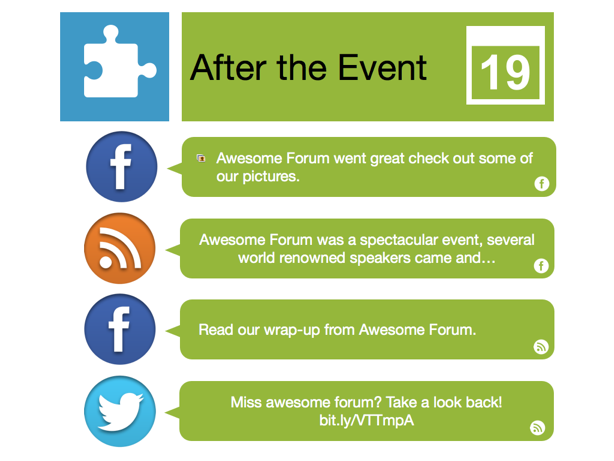 After the Event
19
Awesome Forum went great check out some of
our pictures.
Awesome Forum was a spectacular event, several
world renowned speakers came and…
Read our wrap-up from Awesome Forum.
Miss awesome forum? Take a look back!
bit.ly/VTTmpA